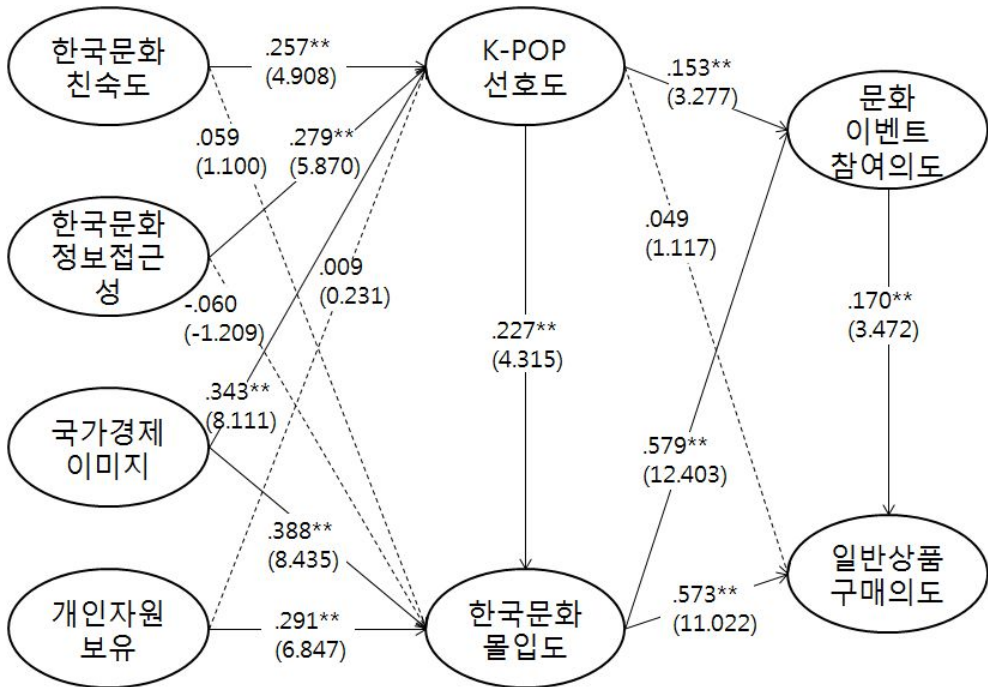 한국문화
친숙도
.257**
(4.908)
K-POP
선호도
.153**
(3.277)
문화
이벤트
참여의도
.059
(1.100)
.279**
(5.870)
한국문화
정보접근
성
.009
(0.231)
.049
(1.117)
-.060
(-1.209)
.227**
(4.315)
.170**
(3.472)
.343**
(8.111)
국가경제
이미지
.579**
(12.403)
.388**
(8.435)
일반상품
구매의도
개인자원
보유
.291**
(6.847)
한국문화
몰입도
.573**
(11.022)